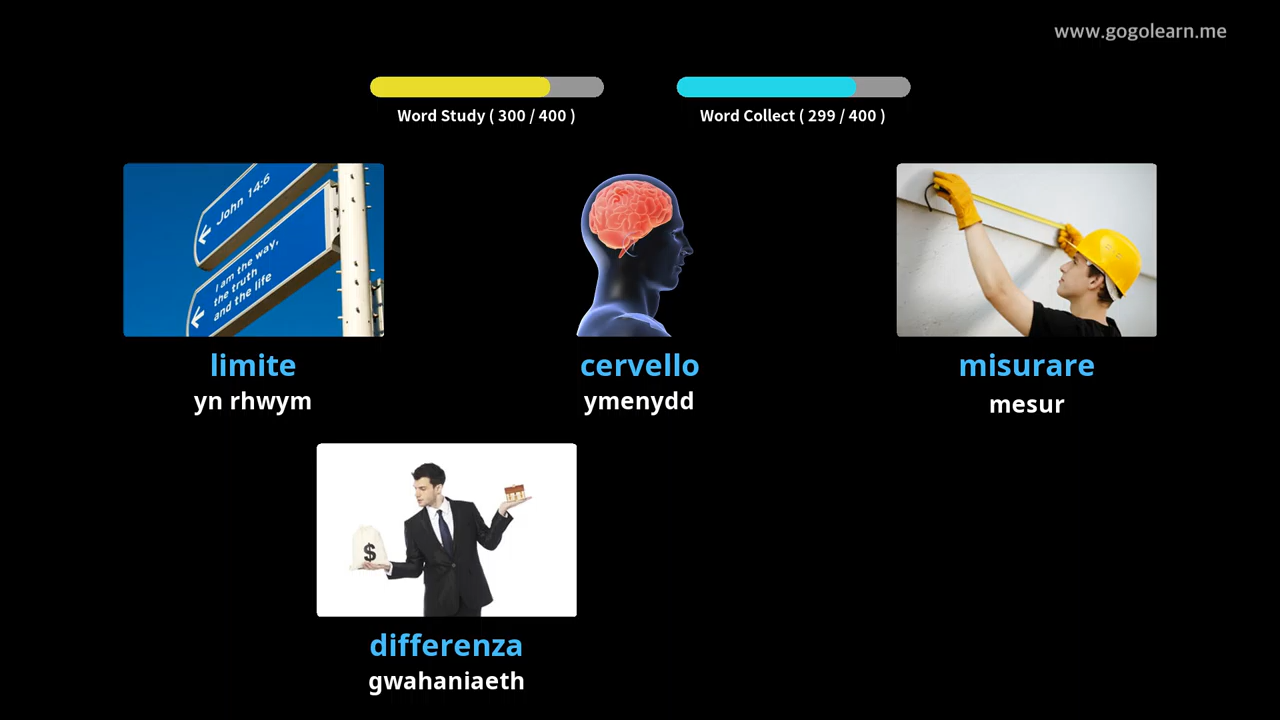 www.gogolearn.me
Word Study ( 300 / 400 )
Word Collect ( 299 / 400 )
John 14:6
I am the way,
the truth
and the life
limite
yn rhwym
cervello
ymenydd
misurare
mesur
$
differenza
gwahaniaeth